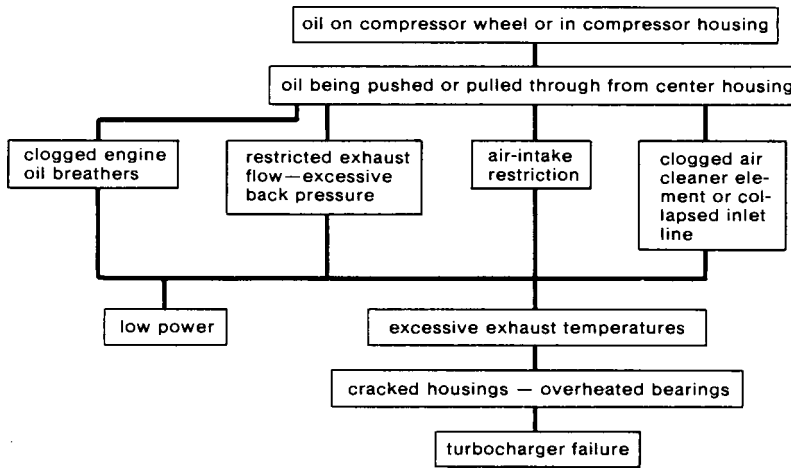 oil on compressor wheel or in compressor housing
oil being pushed or pulled through from center housing
clogged engine
oil breathers
restricted exhaust
flow—excessive
back pressure
air-intake
restriction
clogged air
cleaner ele-
ment or col-
lapsed inlet
line
low power
excessive exhaust temperatures
cracked housings — overheated bearings
turbocharger failure